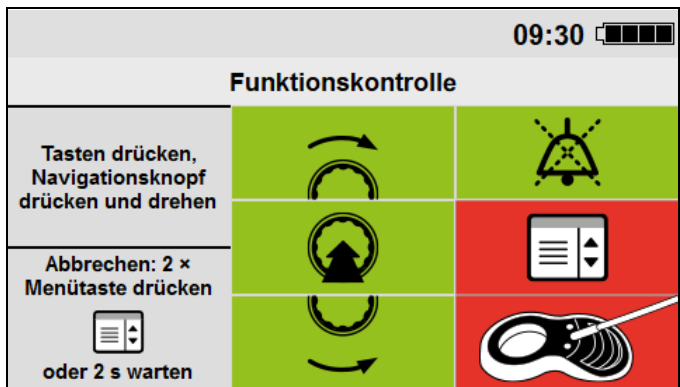 09:30
Funktionskontrolle
Tasten drücken,
Navigationsknopf
drücken und drehen
Abbrechen: 2 ×
Menütaste drücken
oder 2 s warten